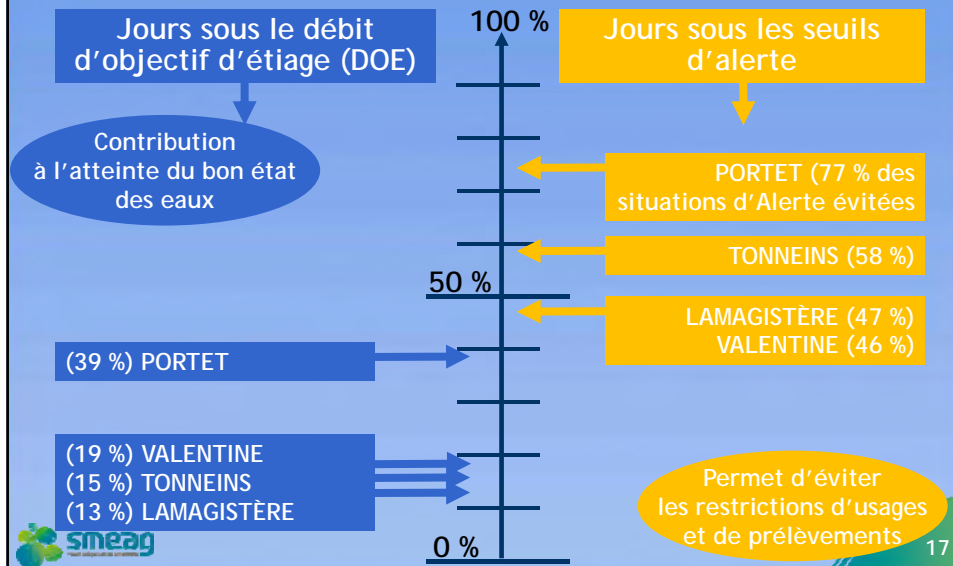 Jours sous le débit
d'objectif d'étiage (DOE)
100 %
Jours sous les seuils
d'alerte
Contribution
à l'atteinte du bon état
des eaux
PORTET (77 % des
situations d'Alerte évitées
TONNEINS (58 %)
50 %
LAMAGISTÈRE (47 %)
VALENTINE (46 %)
(39 %) PORTET
(19 %) VALENTINE
(15 %) TONNEINS
(13 %) LAMAGISTÈRE
Permet d'éviter
les restrictions d'usages
et de prélèvements
smeag
0 %
17